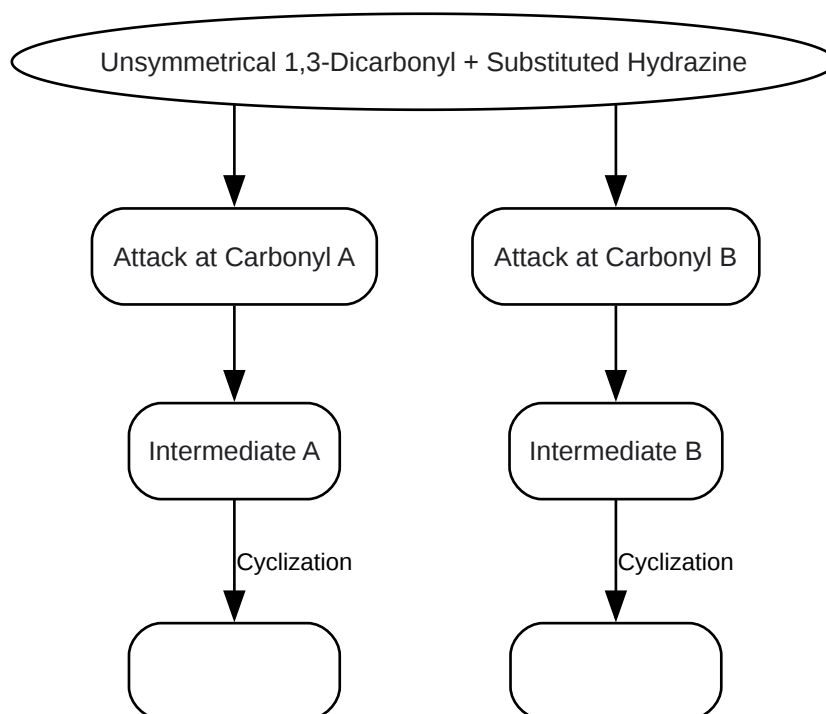 Unsymmetrical 1,3-Dicarbonyl + Substituted Hydrazine
Attack at Carbonyl A
Attack at Carbonyl B
Intermediate A
Intermediate B
Cyclization
Cyclization